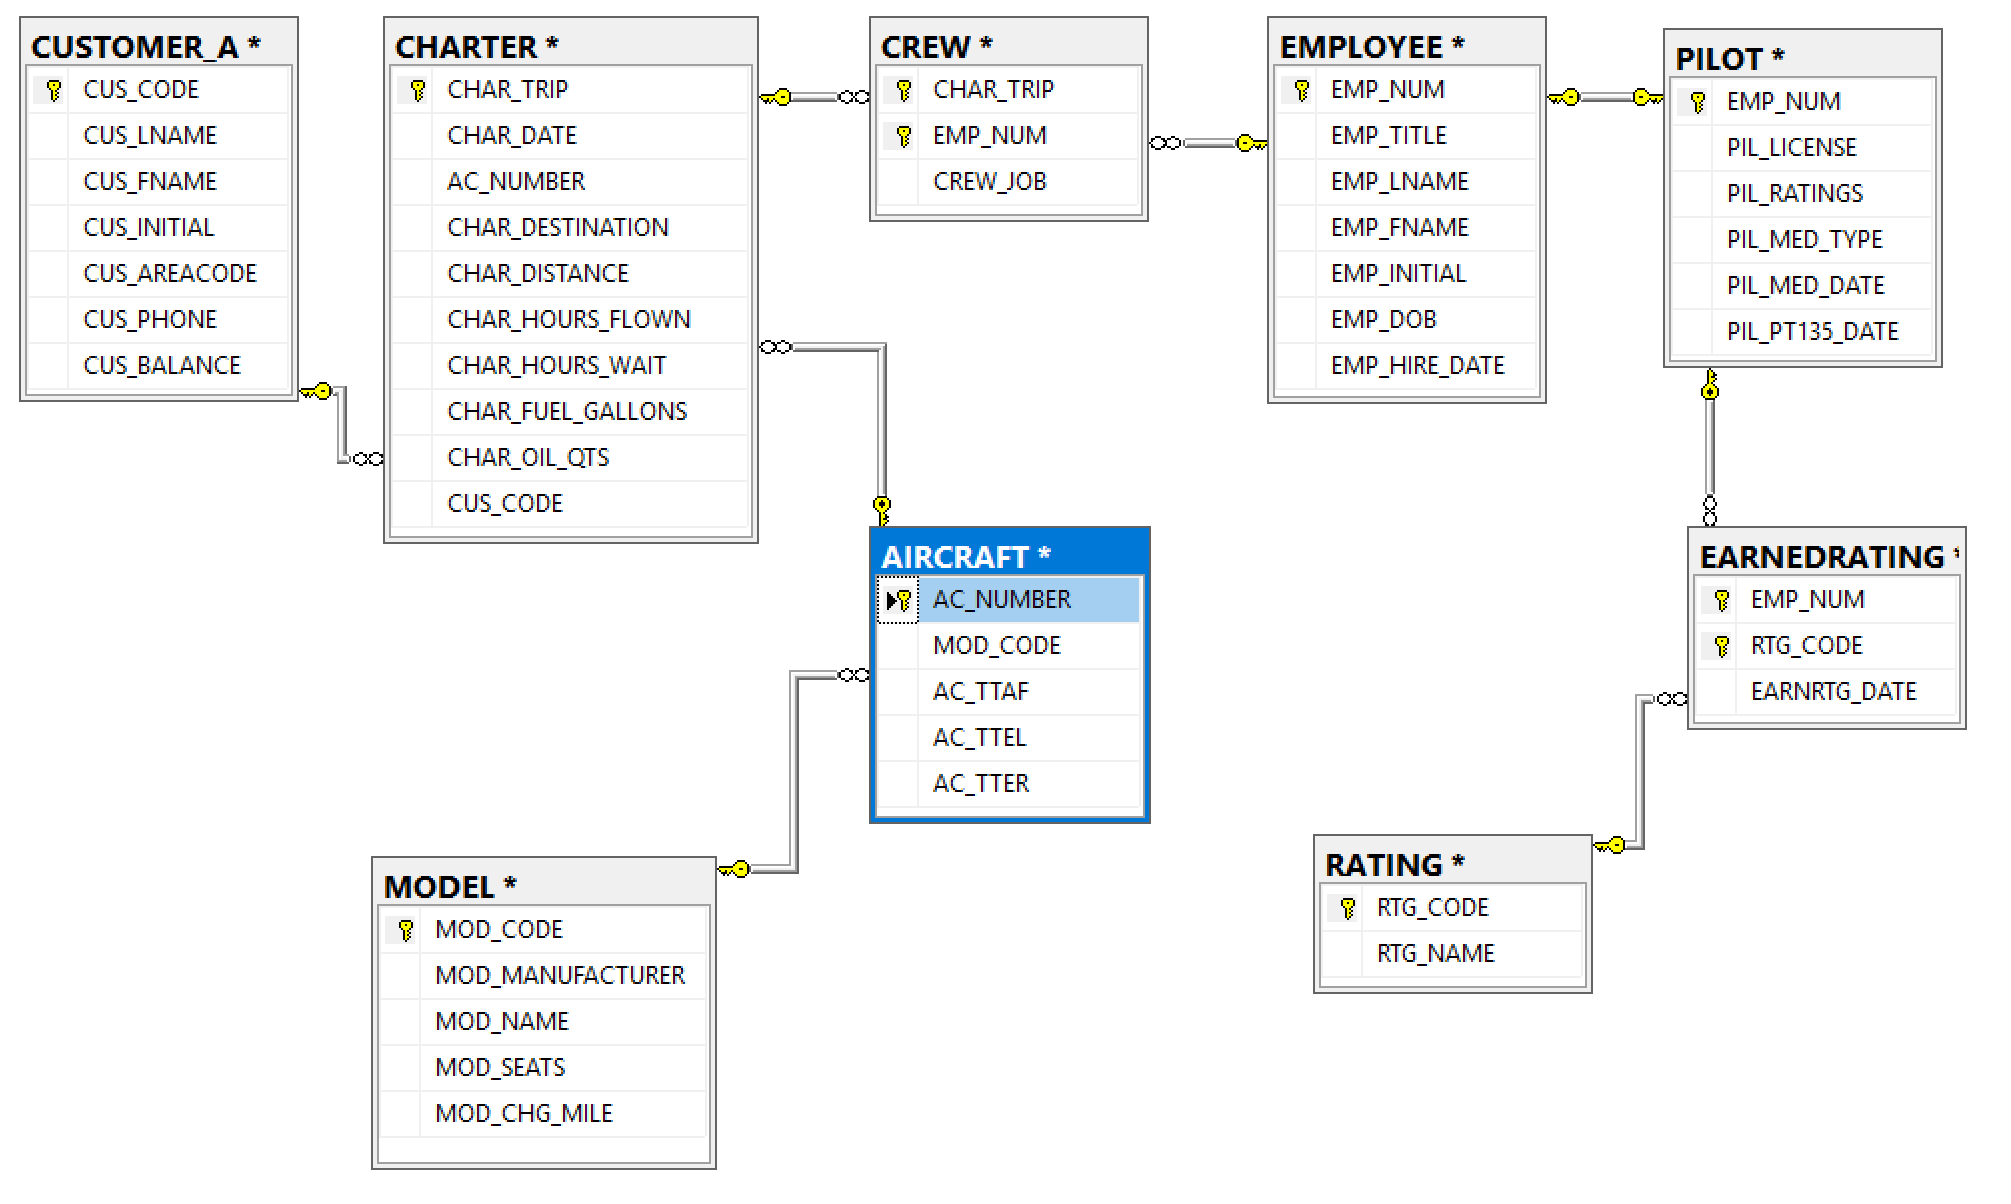 CUSTOMER_A *
CUS_CODE
CUS_LNAME
CUS_FNAME
CUS_INITIAL
CUS_AREACODE
CUS_PHONE
CUS_BALANCE
CHARTER *
CHAR_TRIP
CHAR_DATE
AC_NUMBER
CHAR_DESTINATION
CHAR_DISTANCE
CHAR_HOURS_FLOWN
CHAR_HOURS_WAIT
CHAR_FUEL_GALLONS
CHAR_OIL_QTS
CUS_CODE
CREW *
CHAR_TRIP
EMP_NUM
CREW_JOB
EMPLOYEE *
EMP_NUM
EMP_TITLE
EMP_LNAME
EMP_FNAME
EMP_INITIAL
EMP_DOB
EMP_HIRE_DATE
PILOT *
EMP_NUM
PIL_LICENSE
PIL_RATINGS
PIL_MED_TYPE
PIL_MED_DATE
PIL_PT135_DATE
AIRCRAFT *
AC_NUMBER
MOD_CODE
AC_TTAF
AC_TTEL
AC_TTER
EARNEDRATING *
EMP_NUM
RTG_CODE
EARNRTG_DATE
MODEL *
MOD_CODE
MOD_MANUFACTURER
MOD_NAME
MOD_SEATS
MOD_CHG_MILE
RATING *
RTG_CODE
RTG_NAME